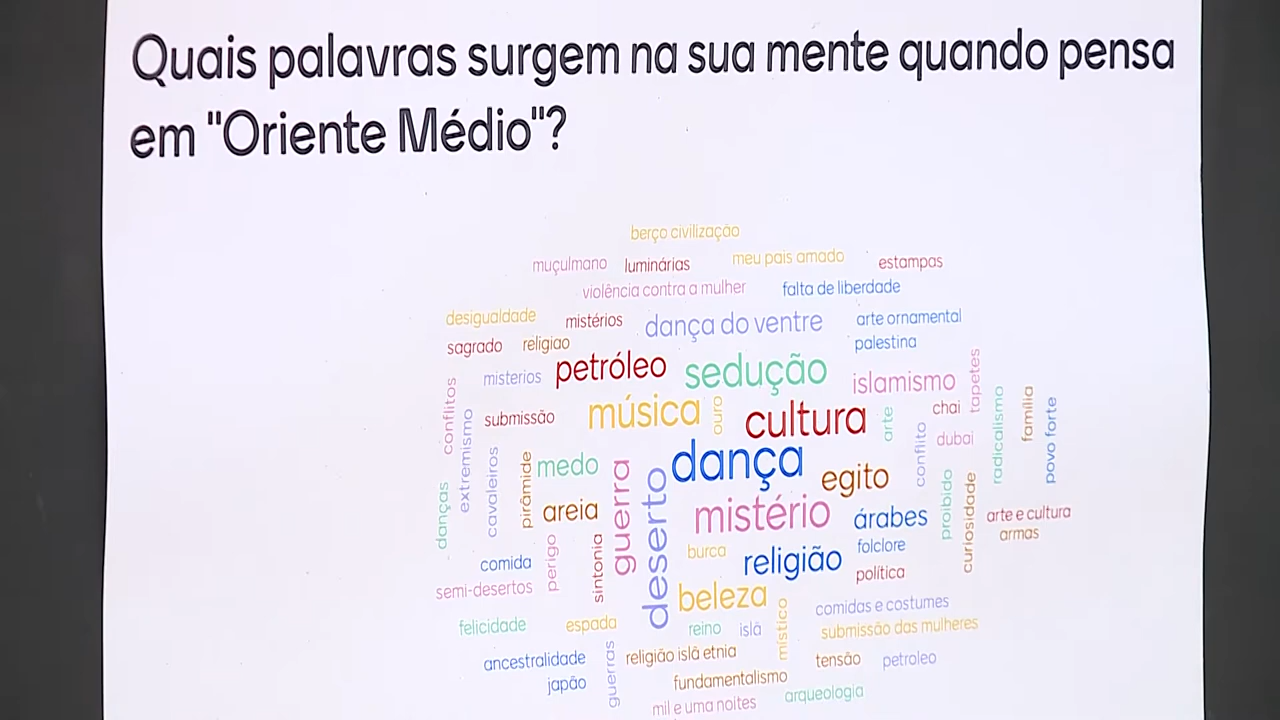 Quais palavras surgem na sua mente quando pensa
em "Oriente Médio"?
berço civilização
muçulmano luminárias meu pais amado estampas
violência contra a mulher falta de liberdade
desigualdade mistérios dança do ventre arte ornamental
sagrado religiao palestina
misterios petróleo sedução islamismo tapetes
conflitos submissão música ouro cultura arte chai
extremismo conflito dubai radicalismo família povo forte
cavaleiros pirâmide medo guerra deserto dança egito
danças areia mistério árabes proibido curiosidade arte e cultura
armas
comida perigo sintonia burca religião folclore
semi-desertos política
beleza místico comidas e costumes
felicidade espada reino islã submissão das mulheres
ancestralidade guerras religião islã etnia tensão petroleo
japão fundamentalismo
mil e uma noites arqueologia